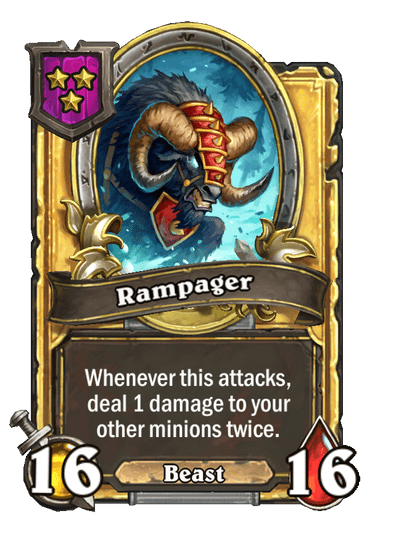 Rampager
Whenever this attacks,
deal 1 damage to your
other minions twice.
16
Beast
16